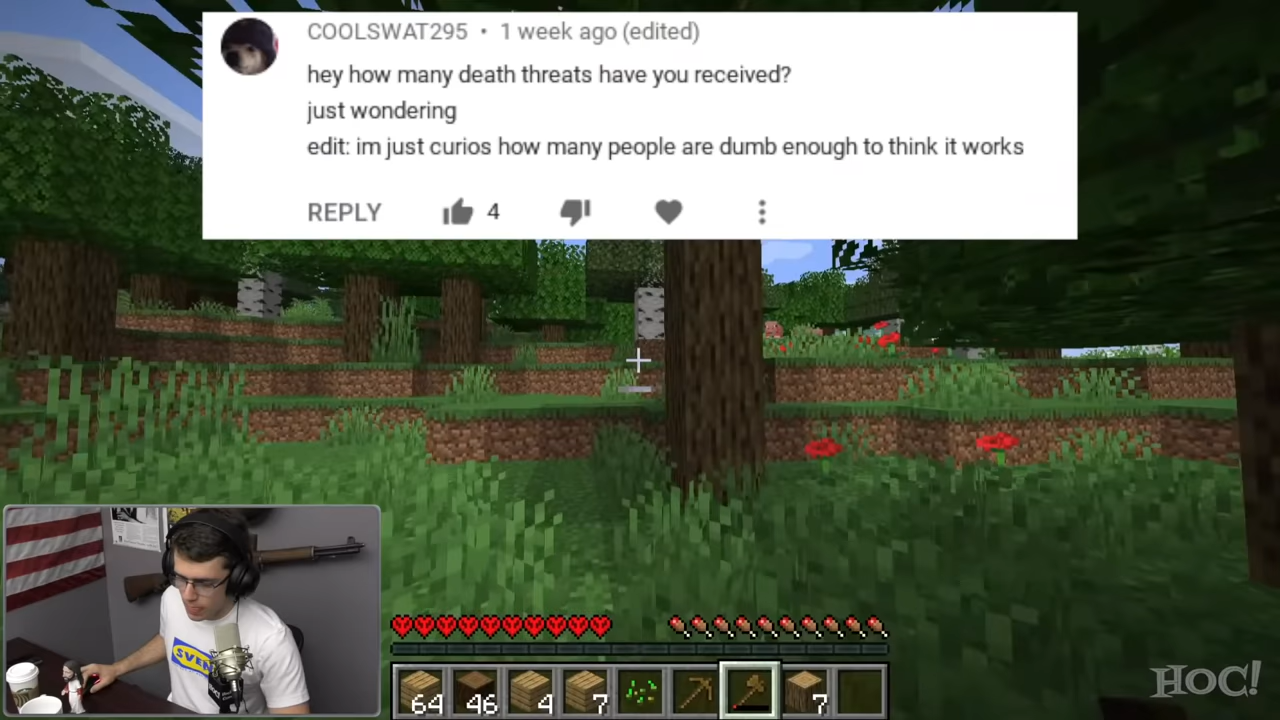 COOLSWAT295 • 1 week ago (edited)
hey how many death threats have you received?
just wondering
edit: im just curios how many people are dumb enough to think it works
REPLY 4
SVEN
64 46 4 7 7
HOC!